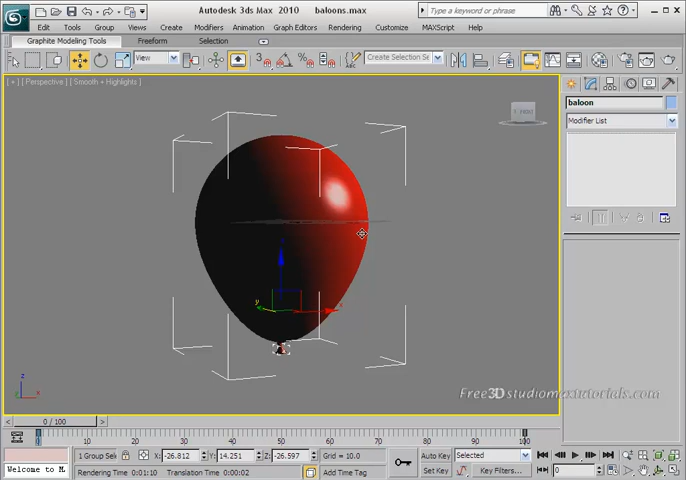 Autodesk 3ds Max 2010 baloons.max
Type a keyword or phrase
Edit Tools Group Views Create Modifiers Animation Graph Editors Rendering Customize MAXScript Help
Graphite Modeling Tools Freeform Selection
View
Create Selection Se
[ + ] [ Perspective ] [ Smooth + Highlights ]
baloon
Modifier List
z
x
y
x
Free3Dstudiomaxtutorials.com
0 / 100
0 10 20 30 40 50 60 70 80 90 100
1 Group Sele
X: -26.812
Y: 14.251
Z: -26.597
Grid = 10.0
Auto Key
Selected
Welcome to M
Rendering Time 0:01:10 Translation Time 0:00:02
Add Time Tag
Set Key
Key Filters...
0